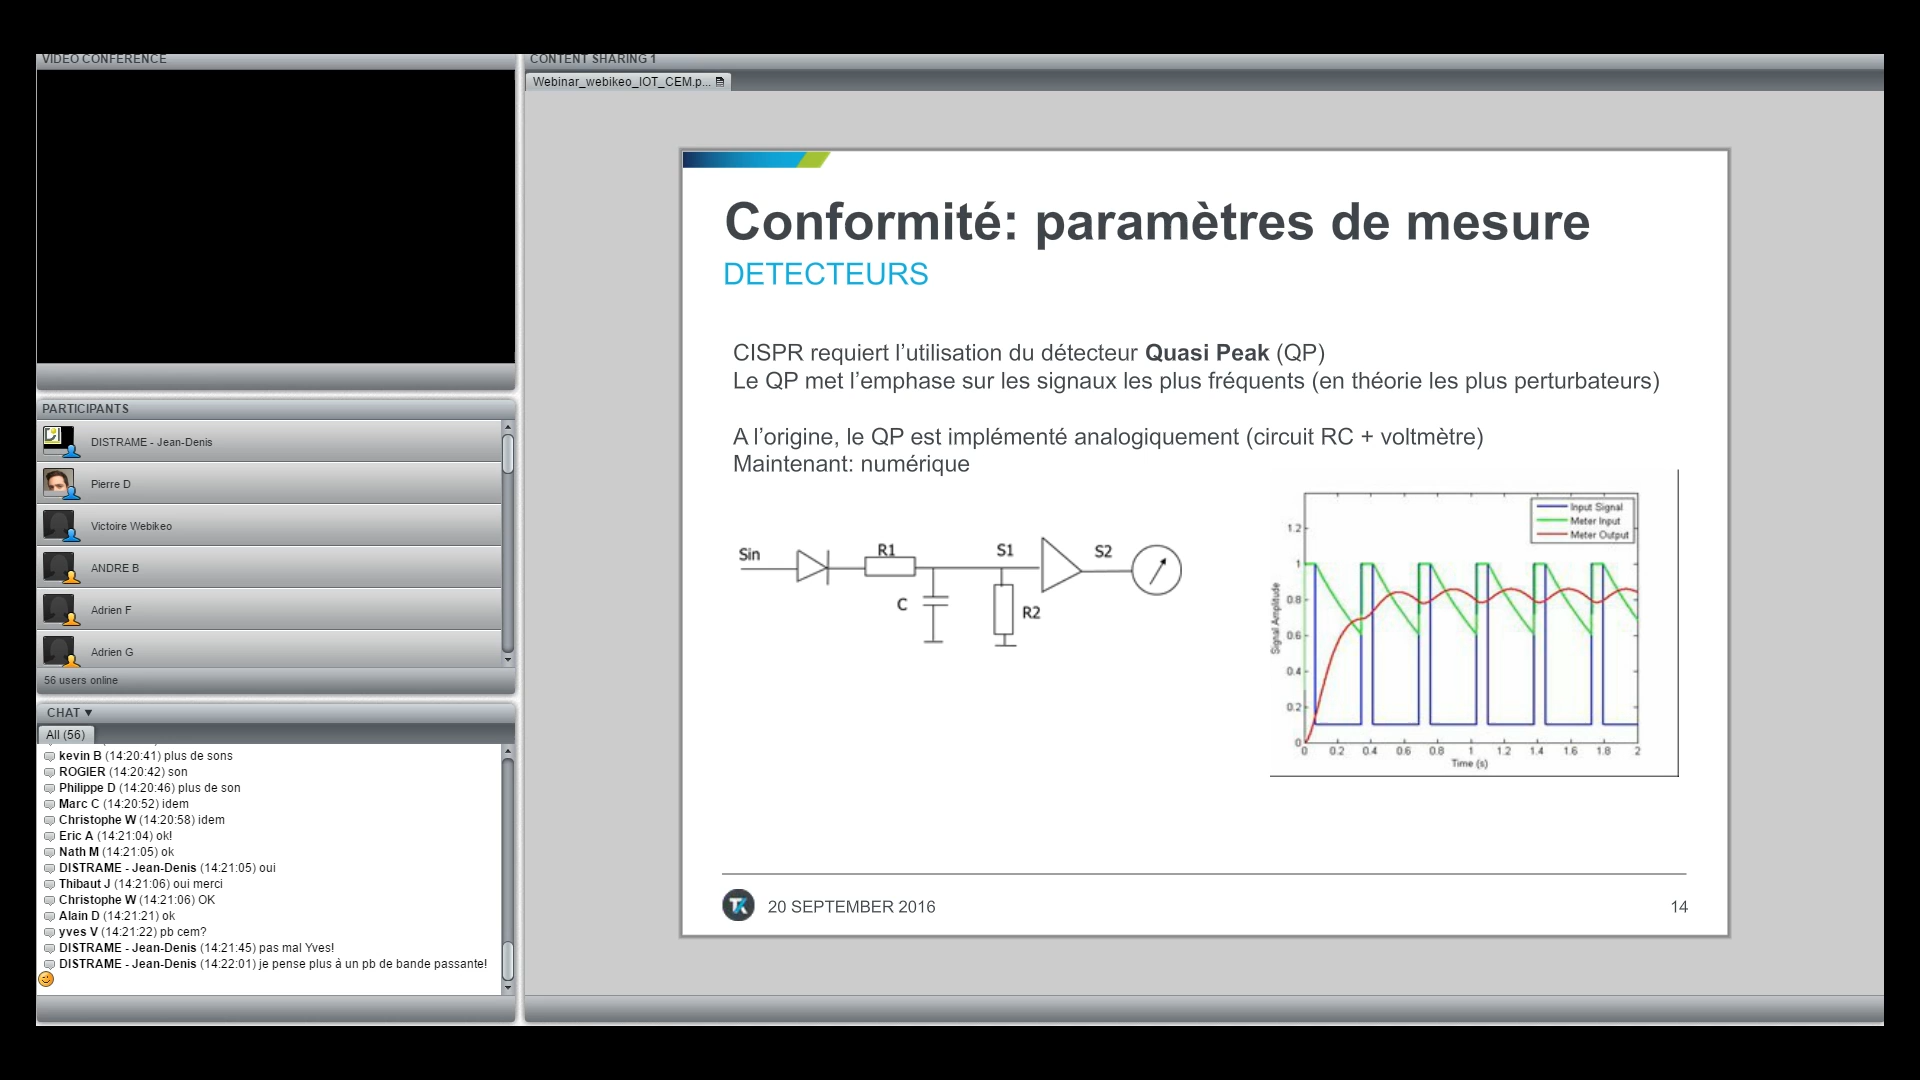 VIDEO CONFERENCE
CONTENT SHARING 1
Webinar_webikeo_IOT_CEM.p...
Conformité: paramètres de mesure
DETECTEURS
CISPR requiert l’utilisation du détecteur Quasi Peak (QP)
Le QP met l’emphase sur les signaux les plus fréquents (en théorie les plus perturbateurs)
A l’origine, le QP est implémenté analogiquement (circuit RC + voltmètre)
Maintenant: numérique
Sin
R1
S1
S2
C
R2
Input Signal
Meter Input
Meter Output
1.2
1
0.8
0.6
0.4
0.2
0
Signal Amplitude
0 0.2 0.4 0.6 0.8 1 1.2 1.4 1.6 1.8 2
Time (s)
TK
20 SEPTEMBER 2016
14
PARTICIPANTS
DISTRAME - Jean-Denis
Pierre D
Victoire Webikeo
ANDRE B
Adrien F
Adrien G
56 users online
CHAT ▾
All (56)
kevin B (14:20:41) plus de sons
ROGIER (14:20:42) son
Philippe D (14:20:46) plus de son
Marc C (14:20:52) idem
Christophe W (14:20:58) idem
Eric A (14:21:04) ok!
Nath M (14:21:05) ok
DISTRAME - Jean-Denis (14:21:05) oui
Thibaut J (14:21:06) oui merci
Christophe W (14:21:06) OK
Alain D (14:21:21) ok
yves V (14:21:22) pb cem?
DISTRAME - Jean-Denis (14:21:45) pas mal Yves!
DISTRAME - Jean-Denis (14:22:01) je pense plus à un pb de bande passante!